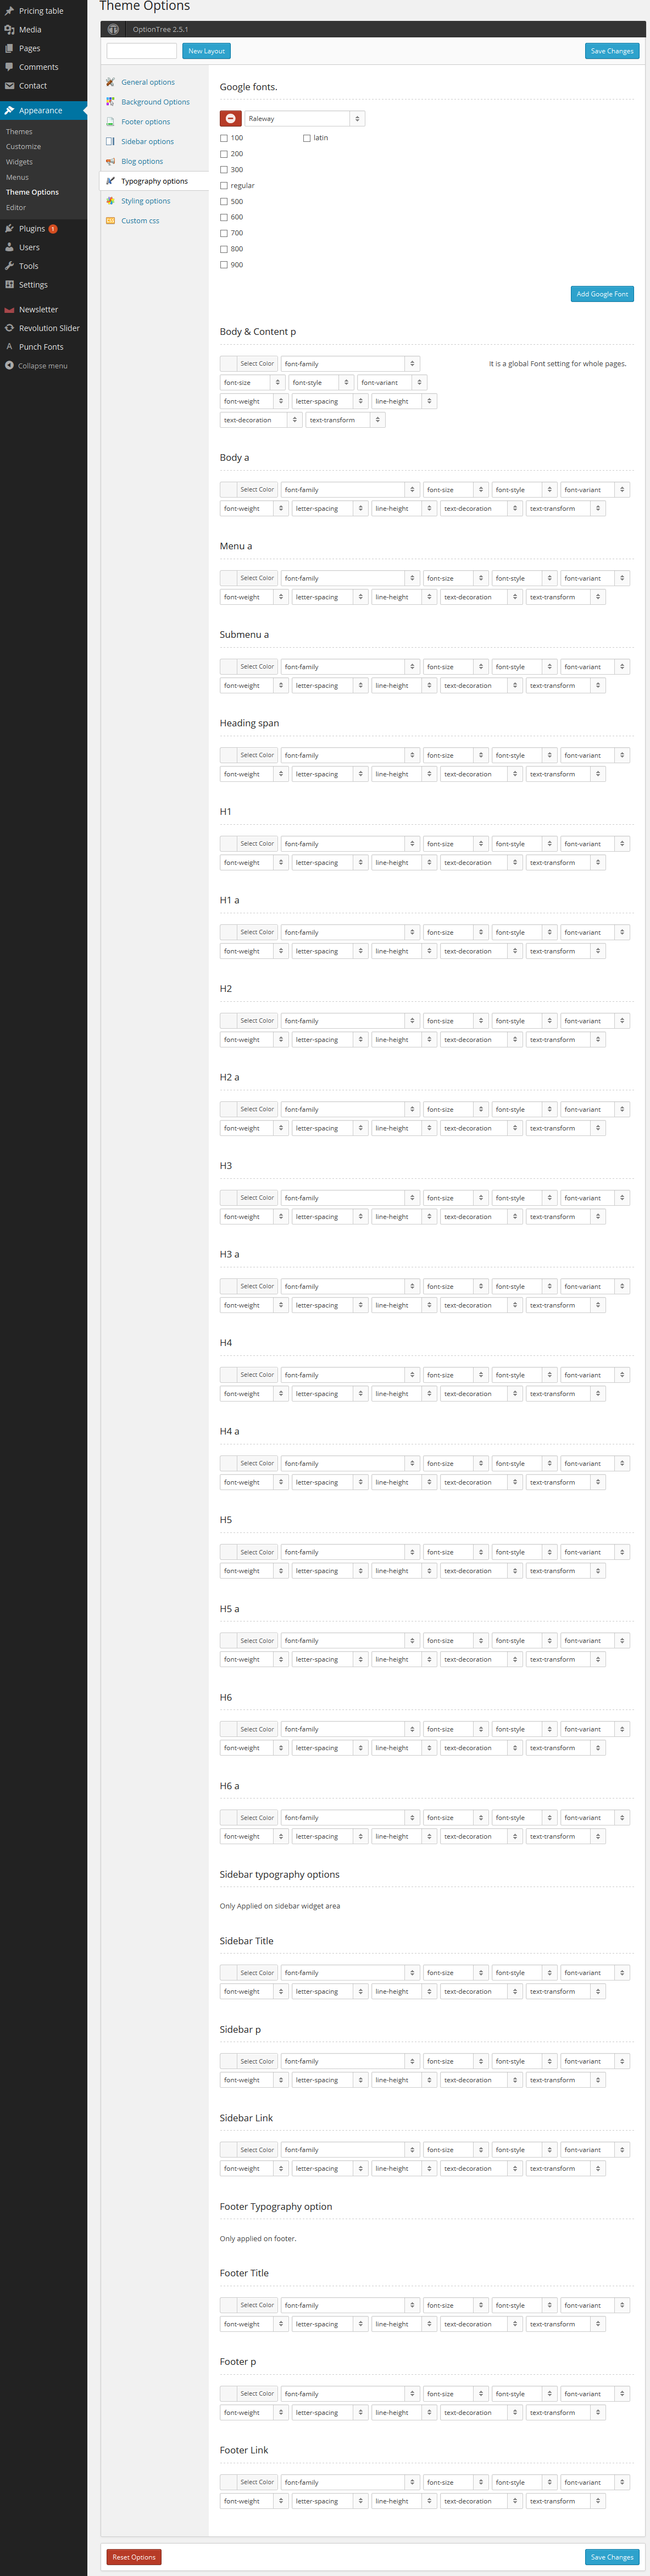 Theme Options
Pricing table
Media
Pages
Comments
Contact
Appearance
Themes
Customize
Widgets
Menus
Theme Options
Editor
Plugins 1
Users
Tools
Settings
Newsletter
Revolution Slider
Punch Fonts
Collapse menu
OptionTree 2.5.1
New Layout Save Changes
General options
Background Options
Footer options
Sidebar options
Blog options
Typography options
Styling options
Custom css
Google fonts.
Raleway
100 latin
200
300
regular
500
600
700
800
900
Add Google Font
Body & Content p
Select Color font-family It is a global Font setting for whole pages.
font-size font-style font-variant
font-weight letter-spacing line-height
text-decoration text-transform
Body a
Select Color font-family font-size font-style font-variant
font-weight letter-spacing line-height text-decoration text-transform
Menu a
Select Color font-family font-size font-style font-variant
font-weight letter-spacing line-height text-decoration text-transform
Submenu a
Select Color font-family font-size font-style font-variant
font-weight letter-spacing line-height text-decoration text-transform
Heading span
Select Color font-family font-size font-style font-variant
font-weight letter-spacing line-height text-decoration text-transform
H1
Select Color font-family font-size font-style font-variant
font-weight letter-spacing line-height text-decoration text-transform
H1 a
Select Color font-family font-size font-style font-variant
font-weight letter-spacing line-height text-decoration text-transform
H2
Select Color font-family font-size font-style font-variant
font-weight letter-spacing line-height text-decoration text-transform
H2 a
Select Color font-family font-size font-style font-variant
font-weight letter-spacing line-height text-decoration text-transform
H3
Select Color font-family font-size font-style font-variant
font-weight letter-spacing line-height text-decoration text-transform
H3 a
Select Color font-family font-size font-style font-variant
font-weight letter-spacing line-height text-decoration text-transform
H4
Select Color font-family font-size font-style font-variant
font-weight letter-spacing line-height text-decoration text-transform
H4 a
Select Color font-family font-size font-style font-variant
font-weight letter-spacing line-height text-decoration text-transform
H5
Select Color font-family font-size font-style font-variant
font-weight letter-spacing line-height text-decoration text-transform
H5 a
Select Color font-family font-size font-style font-variant
font-weight letter-spacing line-height text-decoration text-transform
H6
Select Color font-family font-size font-style font-variant
font-weight letter-spacing line-height text-decoration text-transform
H6 a
Select Color font-family font-size font-style font-variant
font-weight letter-spacing line-height text-decoration text-transform
Sidebar typography options
Only Applied on sidebar widget area
Sidebar Title
Select Color font-family font-size font-style font-variant
font-weight letter-spacing line-height text-decoration text-transform
Sidebar p
Select Color font-family font-size font-style font-variant
font-weight letter-spacing line-height text-decoration text-transform
Sidebar Link
Select Color font-family font-size font-style font-variant
font-weight letter-spacing line-height text-decoration text-transform
Footer Typography option
Only applied on footer.
Footer Title
Select Color font-family font-size font-style font-variant
font-weight letter-spacing line-height text-decoration text-transform
Footer p
Select Color font-family font-size font-style font-variant
font-weight letter-spacing line-height text-decoration text-transform
Footer Link
Select Color font-family font-size font-style font-variant
font-weight letter-spacing line-height text-decoration text-transform
Reset Options Save Changes